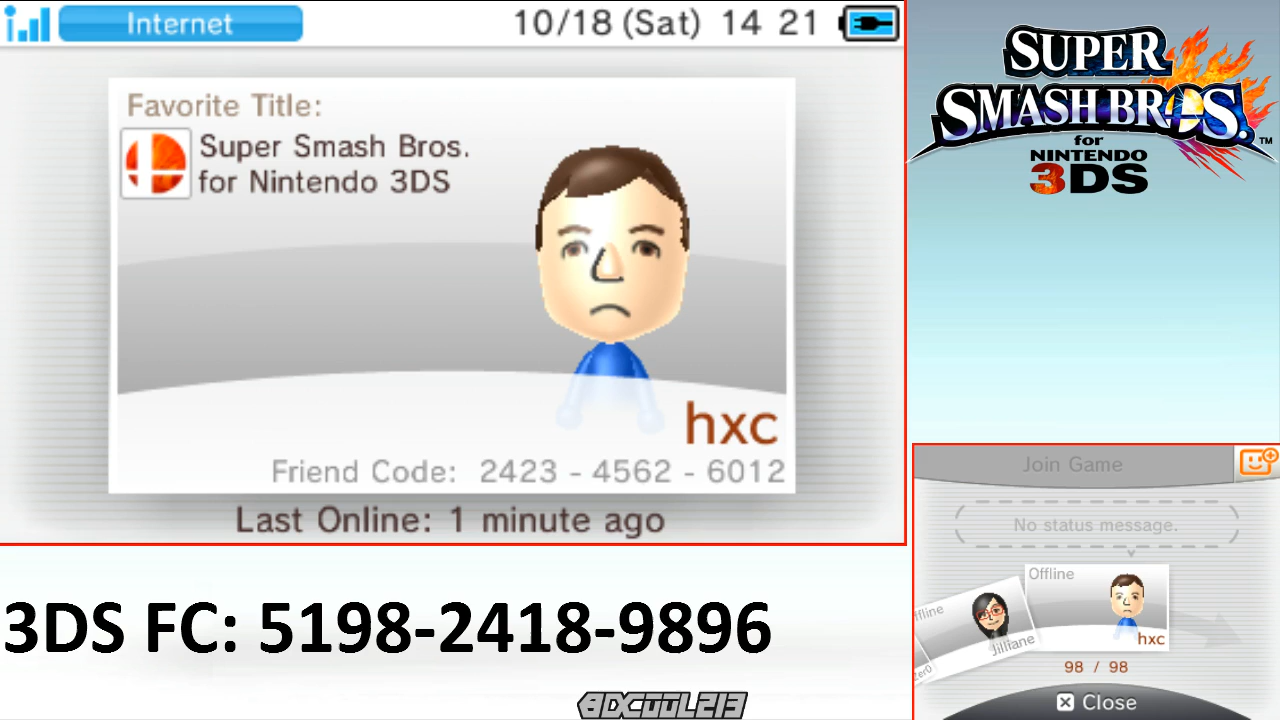 Internet
10/18 (Sat) 14 21
Favorite Title:
Super Smash Bros.
for Nintendo 3DS
hxc
Friend Code: 2423 - 4562 - 6012
Last Online: 1 minute ago
3DS FC: 5198-2418-9896
SUPER
SMASH BROS.™
for
NINTENDO
3DS
Join Game
No status message.
Offline
hxc
Jilliane
98 / 98
Close